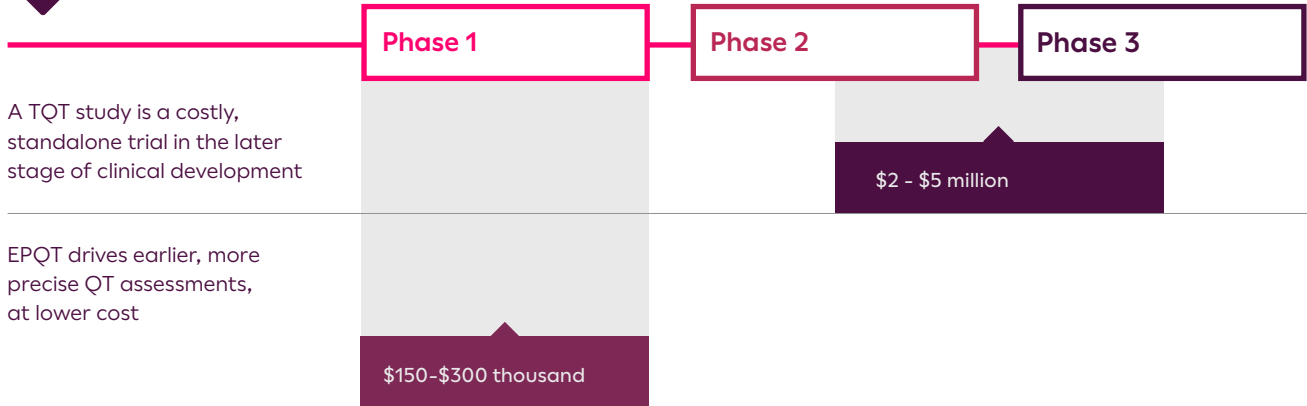 Phase 1
Phase 2
Phase 3
A TQT study is a costly,
standalone trial in the later
stage of clinical development
$2 - $5 million
EPQT drives earlier, more
precise QT assessments,
at lower cost
$150-$300 thousand